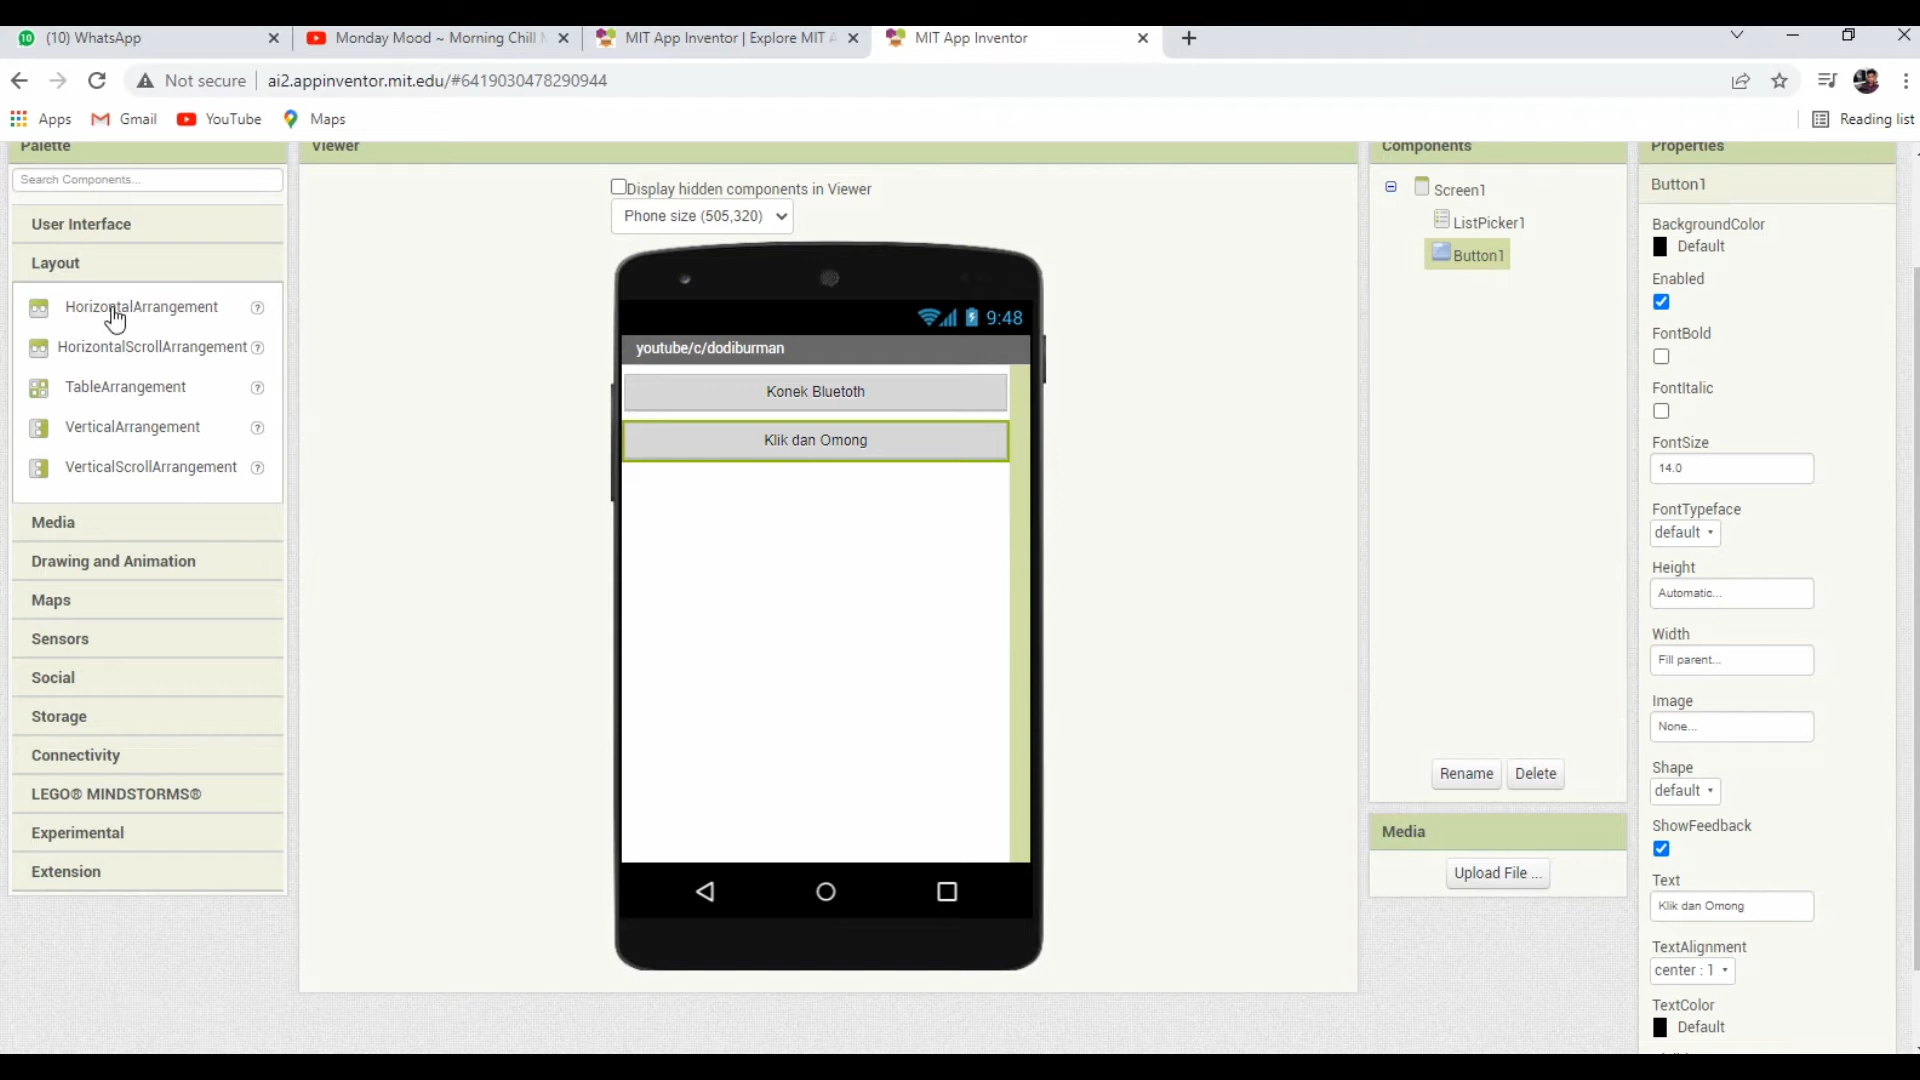 (10) WhatsApp
Monday Mood ~ Morning Chill
MIT App Inventor | Explore MIT
MIT App Inventor
Not secure
ai2.appinventor.mit.edu/#6419030478290944
Apps
Gmail
YouTube
Maps
Reading list
Palette
Viewer
Components
Properties
Search Components...
User Interface
Layout
HorizontalArrangement
HorizontalScrollArrangement
TableArrangement
VerticalArrangement
VerticalScrollArrangement
Media
Drawing and Animation
Maps
Sensors
Social
Storage
Connectivity
LEGO® MINDSTORMS®
Experimental
Extension
Display hidden components in Viewer
Phone size (505,320)
9:48
youtube/c/dodiburman
Konek Bluetoth
Klik dan Omong
Screen1
ListPicker1
Button1
Rename
Delete
Media
Upload File ...
Button1
BackgroundColor
Default
Enabled
FontBold
FontItalic
FontSize
14.0
FontTypeface
default
Height
Automatic...
Width
Fill parent...
Image
None...
Shape
default
ShowFeedback
Text
Klik dan Omong
TextAlignment
center : 1
TextColor
Default